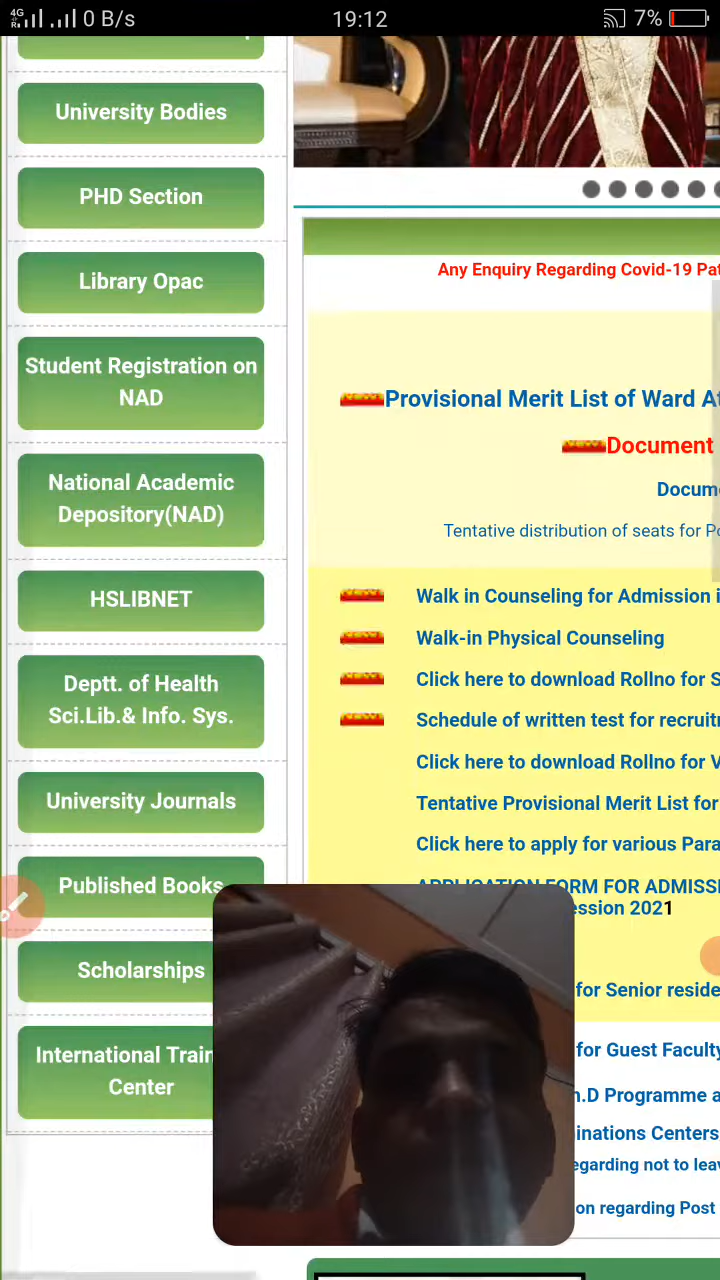 4G
0 B/s
19:12
7%
University Bodies
PHD Section
Library Opac
Student Registration on
NAD
National Academic
Depository(NAD)
HSLIBNET
Deptt. of Health
Sci.Lib.& Info. Sys.
University Journals
Published Books
Scholarships
International Train
Center
Any Enquiry Regarding Covid-19 Pat
Provisional Merit List of Ward At
Document
Docum
Tentative distribution of seats for Po
Walk in Counseling for Admission i
Walk-in Physical Counseling
Click here to download Rollno for S
Schedule of written test for recruit
Click here to download Rollno for V
Tentative Provisional Merit List for
Click here to apply for various Para
APPLICATION FORM FOR ADMISSI
ession 2021
for Senior reside
for Guest Faculty
h.D Programme a
inations Centers
egarding not to leav
on regarding Post